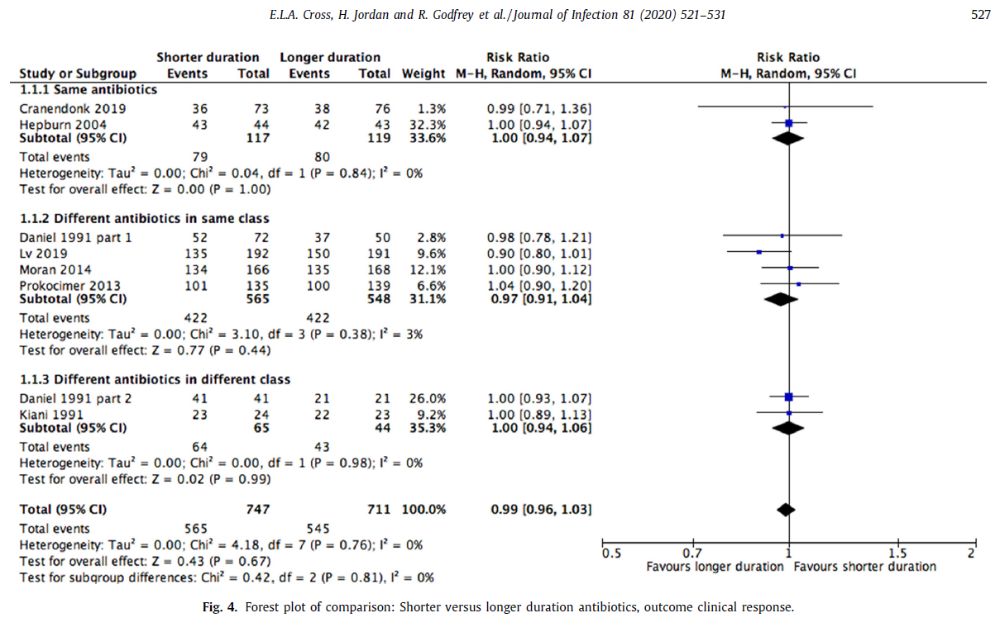 E.L.A. Cross, H. Jordan and R. Godfrey et al. / Journal of Infection 81 (2020) 521–531 527
Shorter duration Longer duration Risk Ratio Risk Ratio
Study or Subgroup Events Total Events Total Weight M-H, Random, 95% CI M-H, Random, 95% CI
1.1.1 Same antibiotics
Cranendonk 2019 36 73 38 76 1.3% 0.99 [0.71, 1.36]
Hepburn 2004 43 44 42 43 32.3% 1.00 [0.94, 1.07]
Subtotal (95% CI) 117 119 33.6% 1.00 [0.94, 1.07]
Total events 79 80
Heterogeneity: Tau² = 0.00; Chi² = 0.04, df = 1 (P = 0.84); I² = 0%
Test for overall effect: Z = 0.00 (P = 1.00)
1.1.2 Different antibiotics in same class
Daniel 1991 part 1 52 72 37 50 2.8% 0.98 [0.78, 1.21]
Lv 2019 135 192 150 191 9.6% 0.90 [0.80, 1.01]
Moran 2014 134 166 135 168 12.1% 1.00 [0.90, 1.12]
Prokocimer 2013 101 135 100 139 6.6% 1.04 [0.90, 1.20]
Subtotal (95% CI) 565 548 31.1% 0.97 [0.91, 1.04]
Total events 422 422
Heterogeneity: Tau² = 0.00; Chi² = 3.10, df = 3 (P = 0.38); I² = 3%
Test for overall effect: Z = 0.77 (P = 0.44)
1.1.3 Different antibiotics in different class
Daniel 1991 part 2 41 41 21 21 26.0% 1.00 [0.93, 1.07]
Kiani 1991 23 24 22 23 9.2% 1.00 [0.89, 1.13]
Subtotal (95% CI) 65 44 35.3% 1.00 [0.94, 1.06]
Total events 64 43
Heterogeneity: Tau² = 0.00; Chi² = 0.00, df = 1 (P = 0.98); I² = 0%
Test for overall effect: Z = 0.02 (P = 0.99)
Total (95% CI) 747 711 100.0% 0.99 [0.96, 1.03]
Total events 565 545
Heterogeneity: Tau² = 0.00; Chi² = 4.18, df = 7 (P = 0.76); I² = 0%
Test for overall effect: Z = 0.43 (P = 0.67)
Test for subgroup differences: Chi² = 0.42, df = 2 (P = 0.81), I² = 0%
0.5 0.7 1 1.5 2
Favours longer duration Favours shorter duration
Fig. 4. Forest plot of comparison: Shorter versus longer duration antibiotics, outcome clinical response.